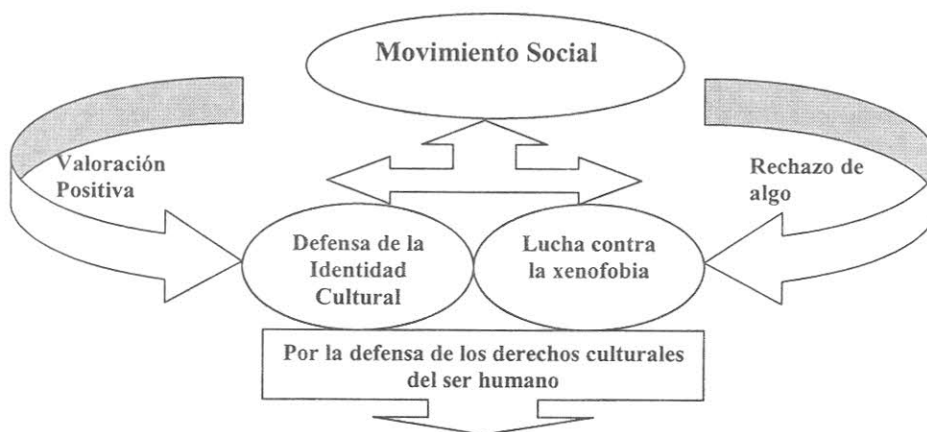 Movimiento Social
Valoración
Positiva
Rechazo de
algo
Defensa de la
Identidad
Cultural
Lucha contra
la xenofobia
Por la defensa de los derechos culturales
del ser humano